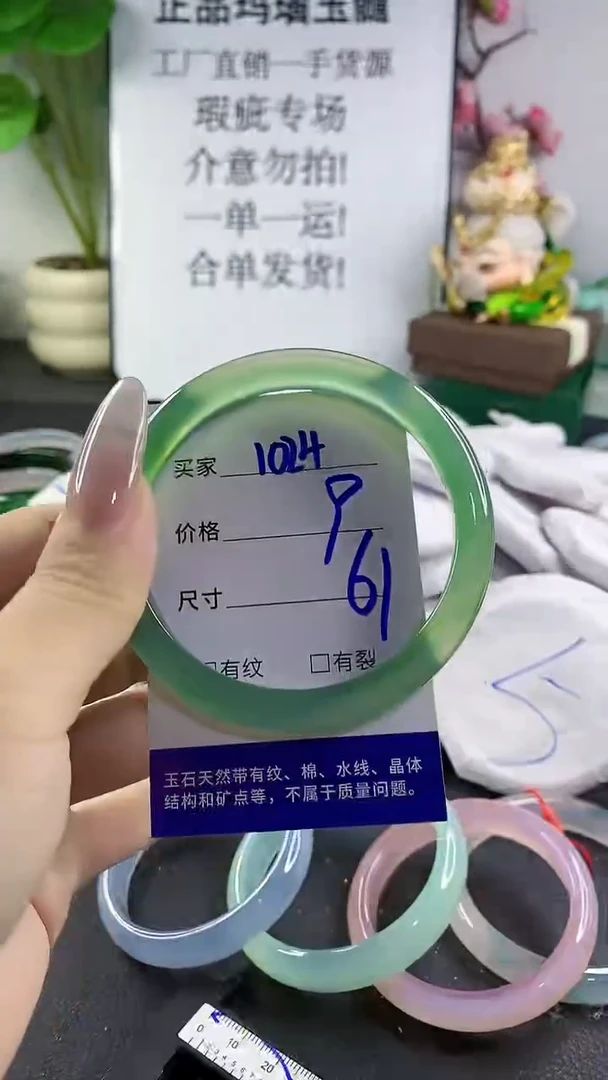 正品玛瑙玉髓
工厂直销一手货源
瑕疵专场
介意勿拍!
一单一运!
合单发货!
买家 1024
价格 9
尺寸 61
□有纹 □有裂
玉石天然带有纹、棉、水线、晶体
结构和矿点等，不属于质量问题。
5
0 10 20